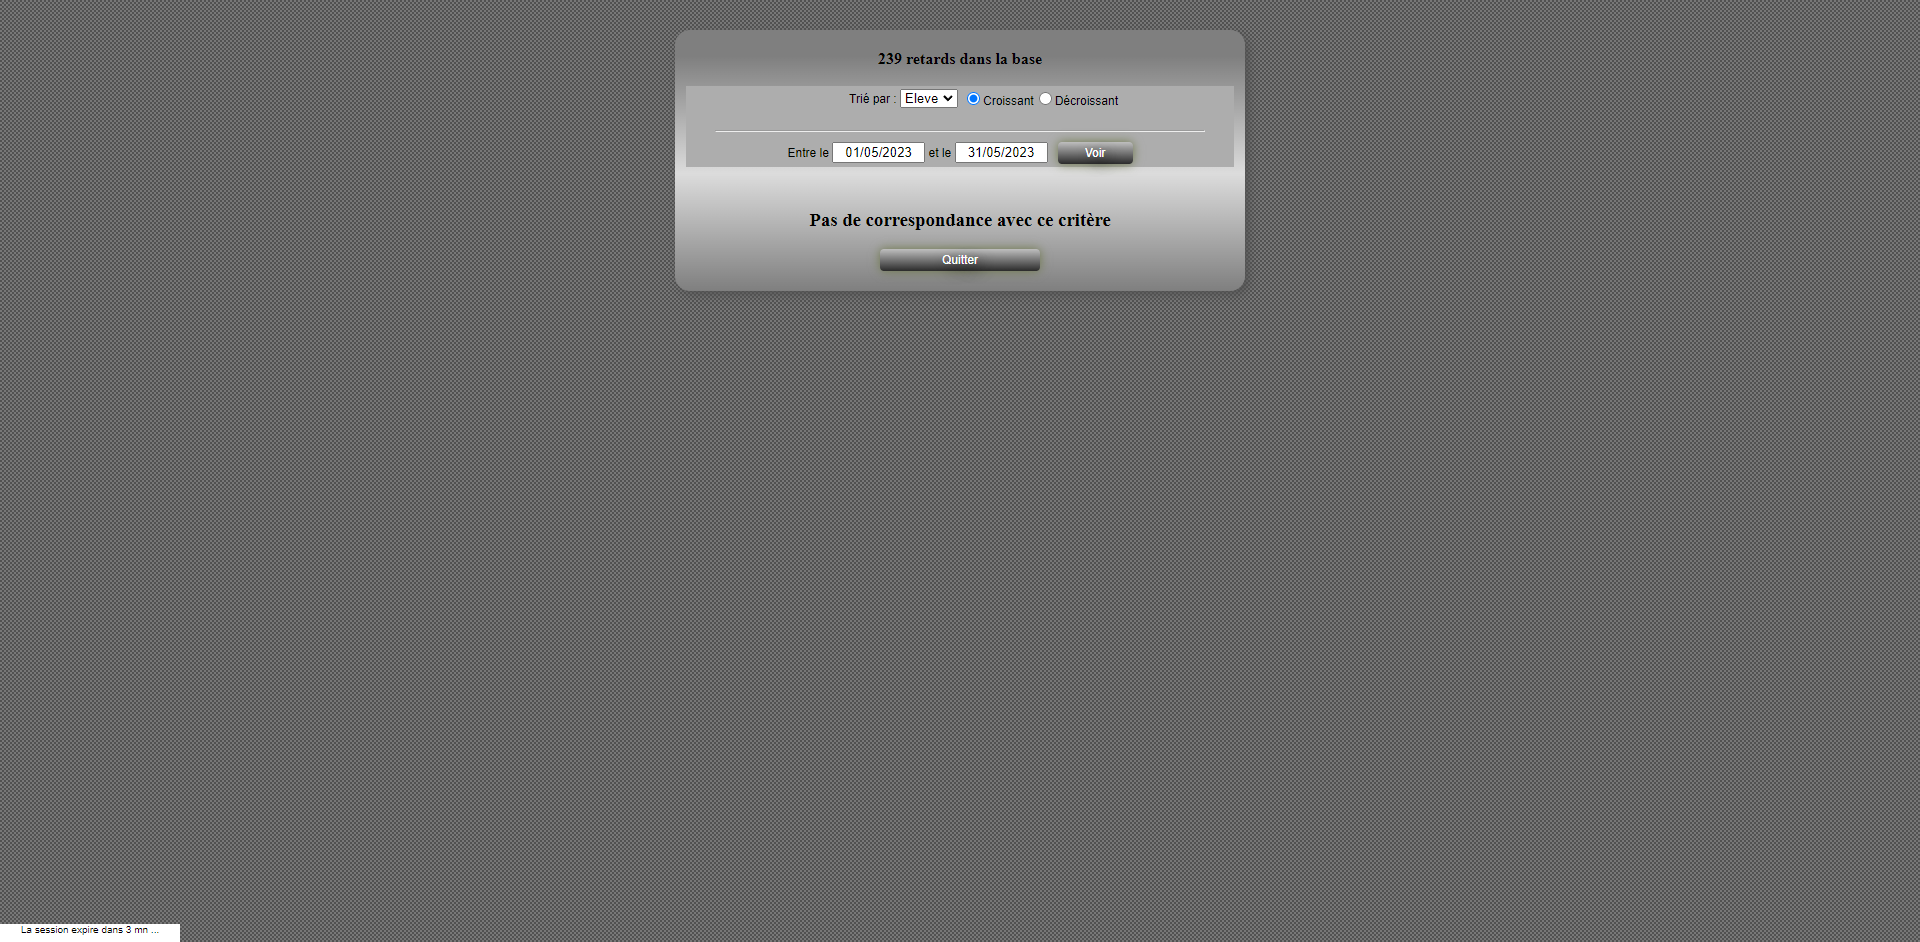 239 retards dans la base
Trié par : Eleve Croissant Décroissant
Entre le 01/05/2023 et le 31/05/2023 Voir
Pas de correspondance avec ce critère
Quitter
La session expire dans 3 mn ...